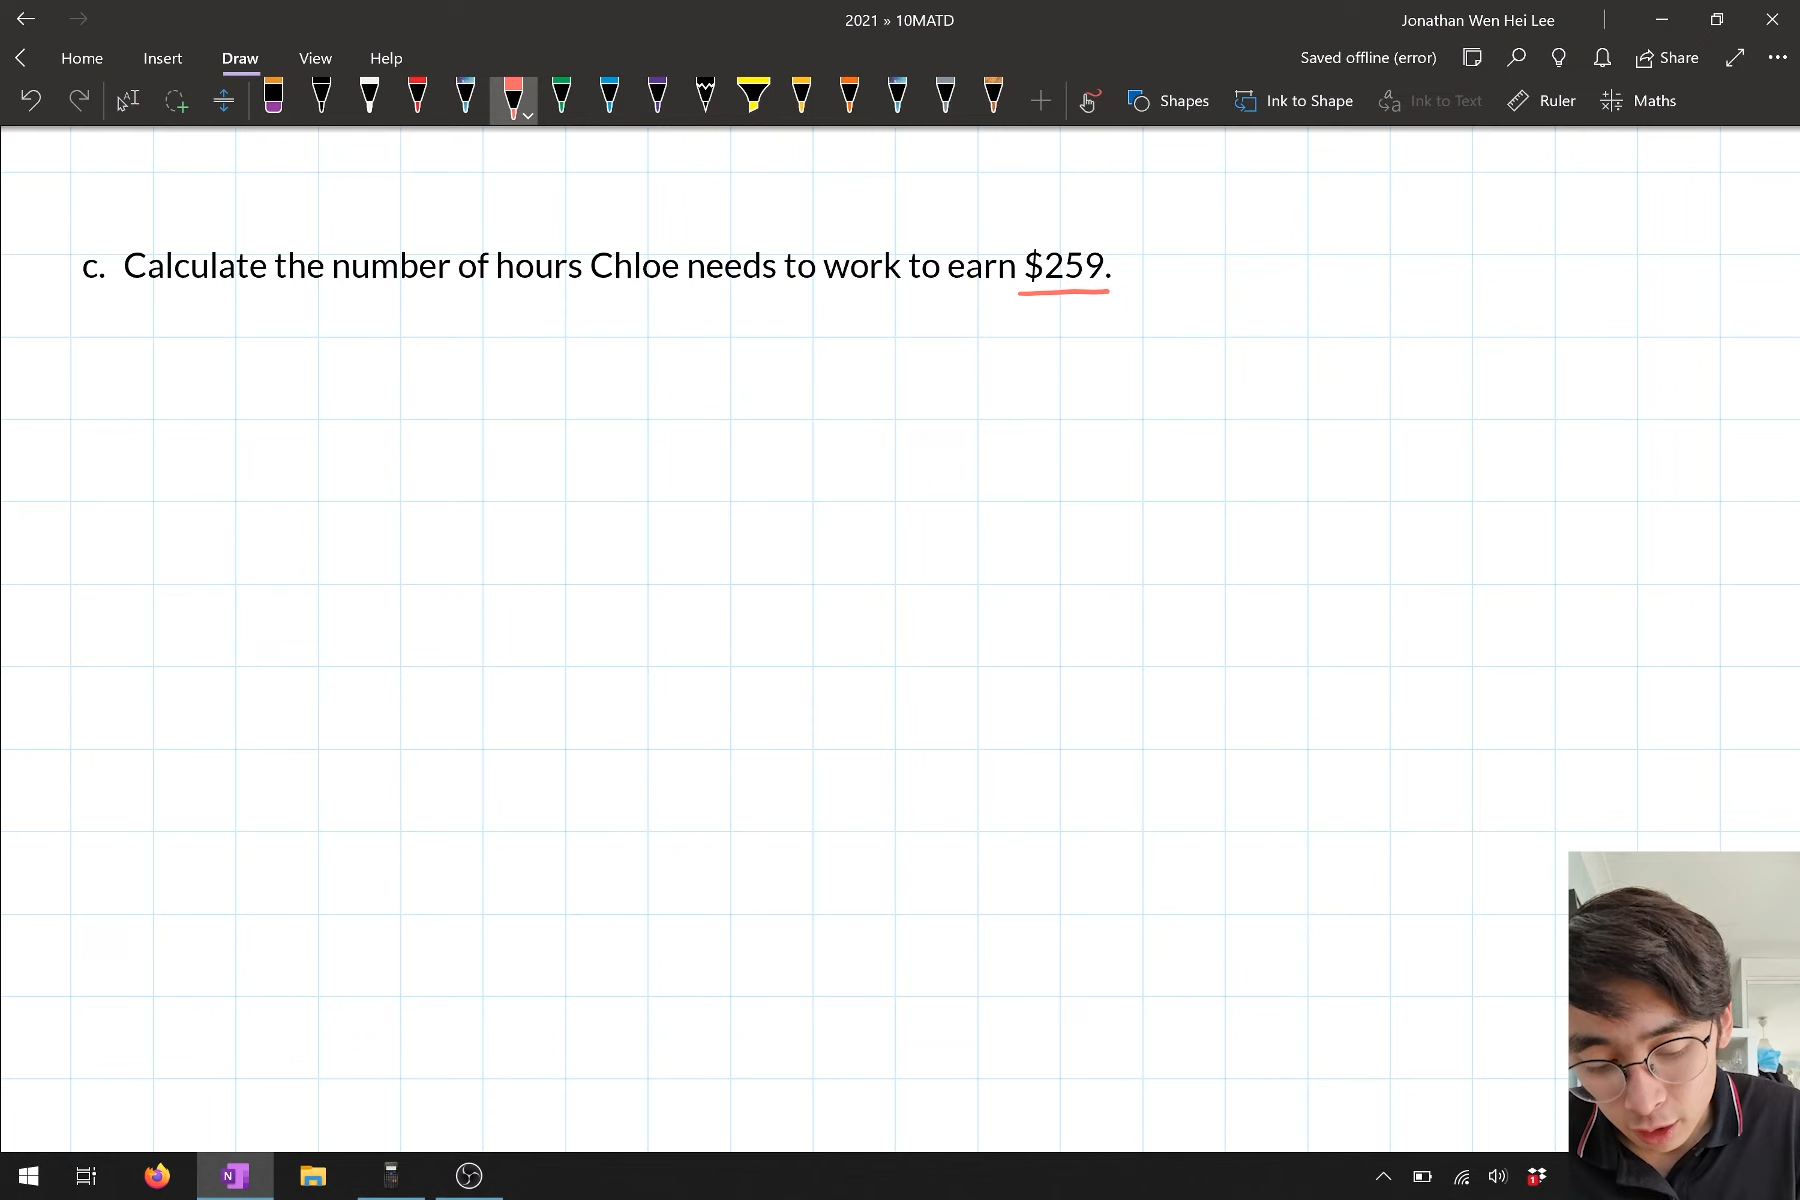 2021 » 10MATD
Jonathan Wen Hei Lee
Home Insert Draw View Help
Saved offline (error) Share
Shapes Ink to Shape Ink to Text Ruler Maths
c. Calculate the number of hours Chloe needs to work to earn $259.
N
1